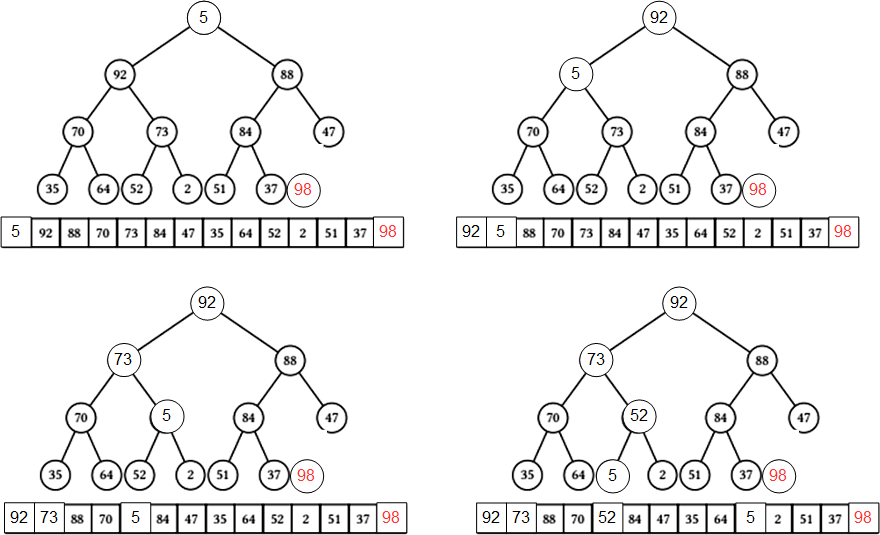 5
92 88
70 73 84 47
35 64 52 2 51 37 98
5 92 88 70 73 84 47 35 64 52 2 51 37 98
92
5 88
70 73 84 47
35 64 52 2 51 37 98
92 5 88 70 73 84 47 35 64 52 2 51 37 98
92
73 88
70 5 84 47
35 64 52 2 51 37 98
92 73 88 70 5 84 47 35 64 52 2 51 37 98
92
73 88
70 52 84 47
35 64 5 2 51 37 98
92 73 88 70 52 84 47 35 64 5 2 51 37 98